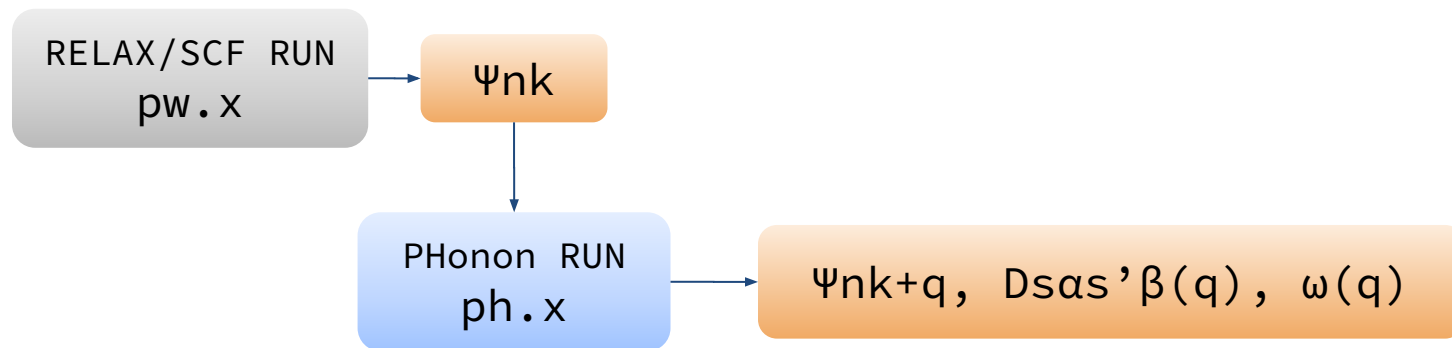 RELAX/SCF RUN
pw.x
Ψnk
PHonon RUN
ph.x
Ψnk+q, Dsαs’β(q), ω(q)